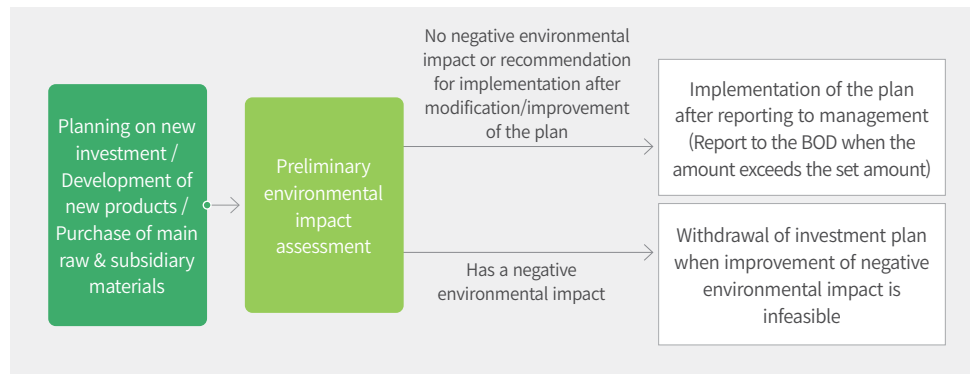 Planning on new
investment /
Development of
new products /
Purchase of main
raw & subsidiary
materials
Preliminary
environmental
impact
assessment
No negative environmental
impact or recommendation
for implementation after
modification/improvement
of the plan
Implementation of the plan
after reporting to management
(Report to the BOD when the
amount exceeds the set amount)
Has a negative
environmental impact
Withdrawal of investment plan
when improvement of negative
environmental impact is
infeasible